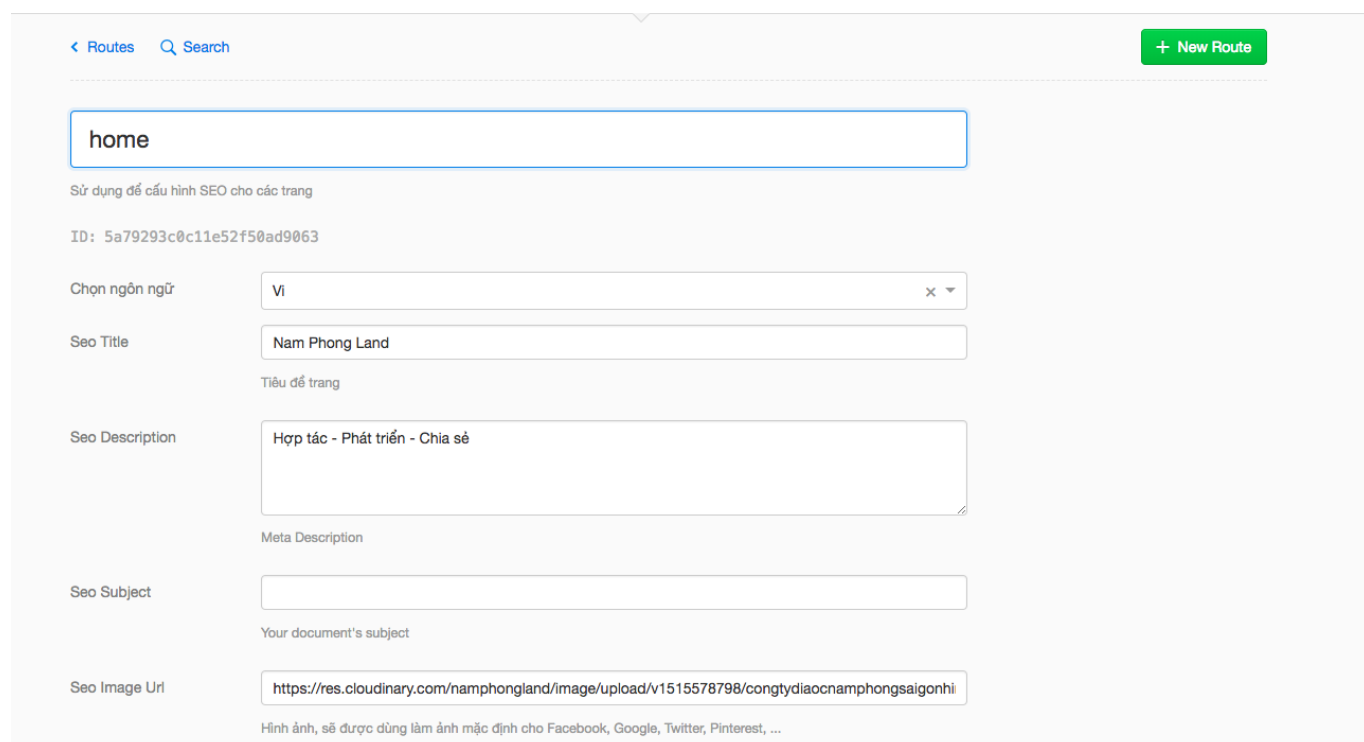 Routes Search + New Route
home
Sử dụng để cấu hình SEO cho các trang
ID: 5a79293c0c11e52f50ad9063
Chọn ngôn ngữ Vi
Seo Title Nam Phong Land
Tiêu đề trang
Seo Description Hợp tác - Phát triển - Chia sẻ
Meta Description
Seo Subject
Your document's subject
Seo Image Url https://res.cloudinary.com/namphongland/image/upload/v1515578798/congtydiaocnamphongsaigonhi
Hình ảnh, sẽ được dùng làm ảnh mặc định cho Facebook, Google, Twitter, Pinterest, ...